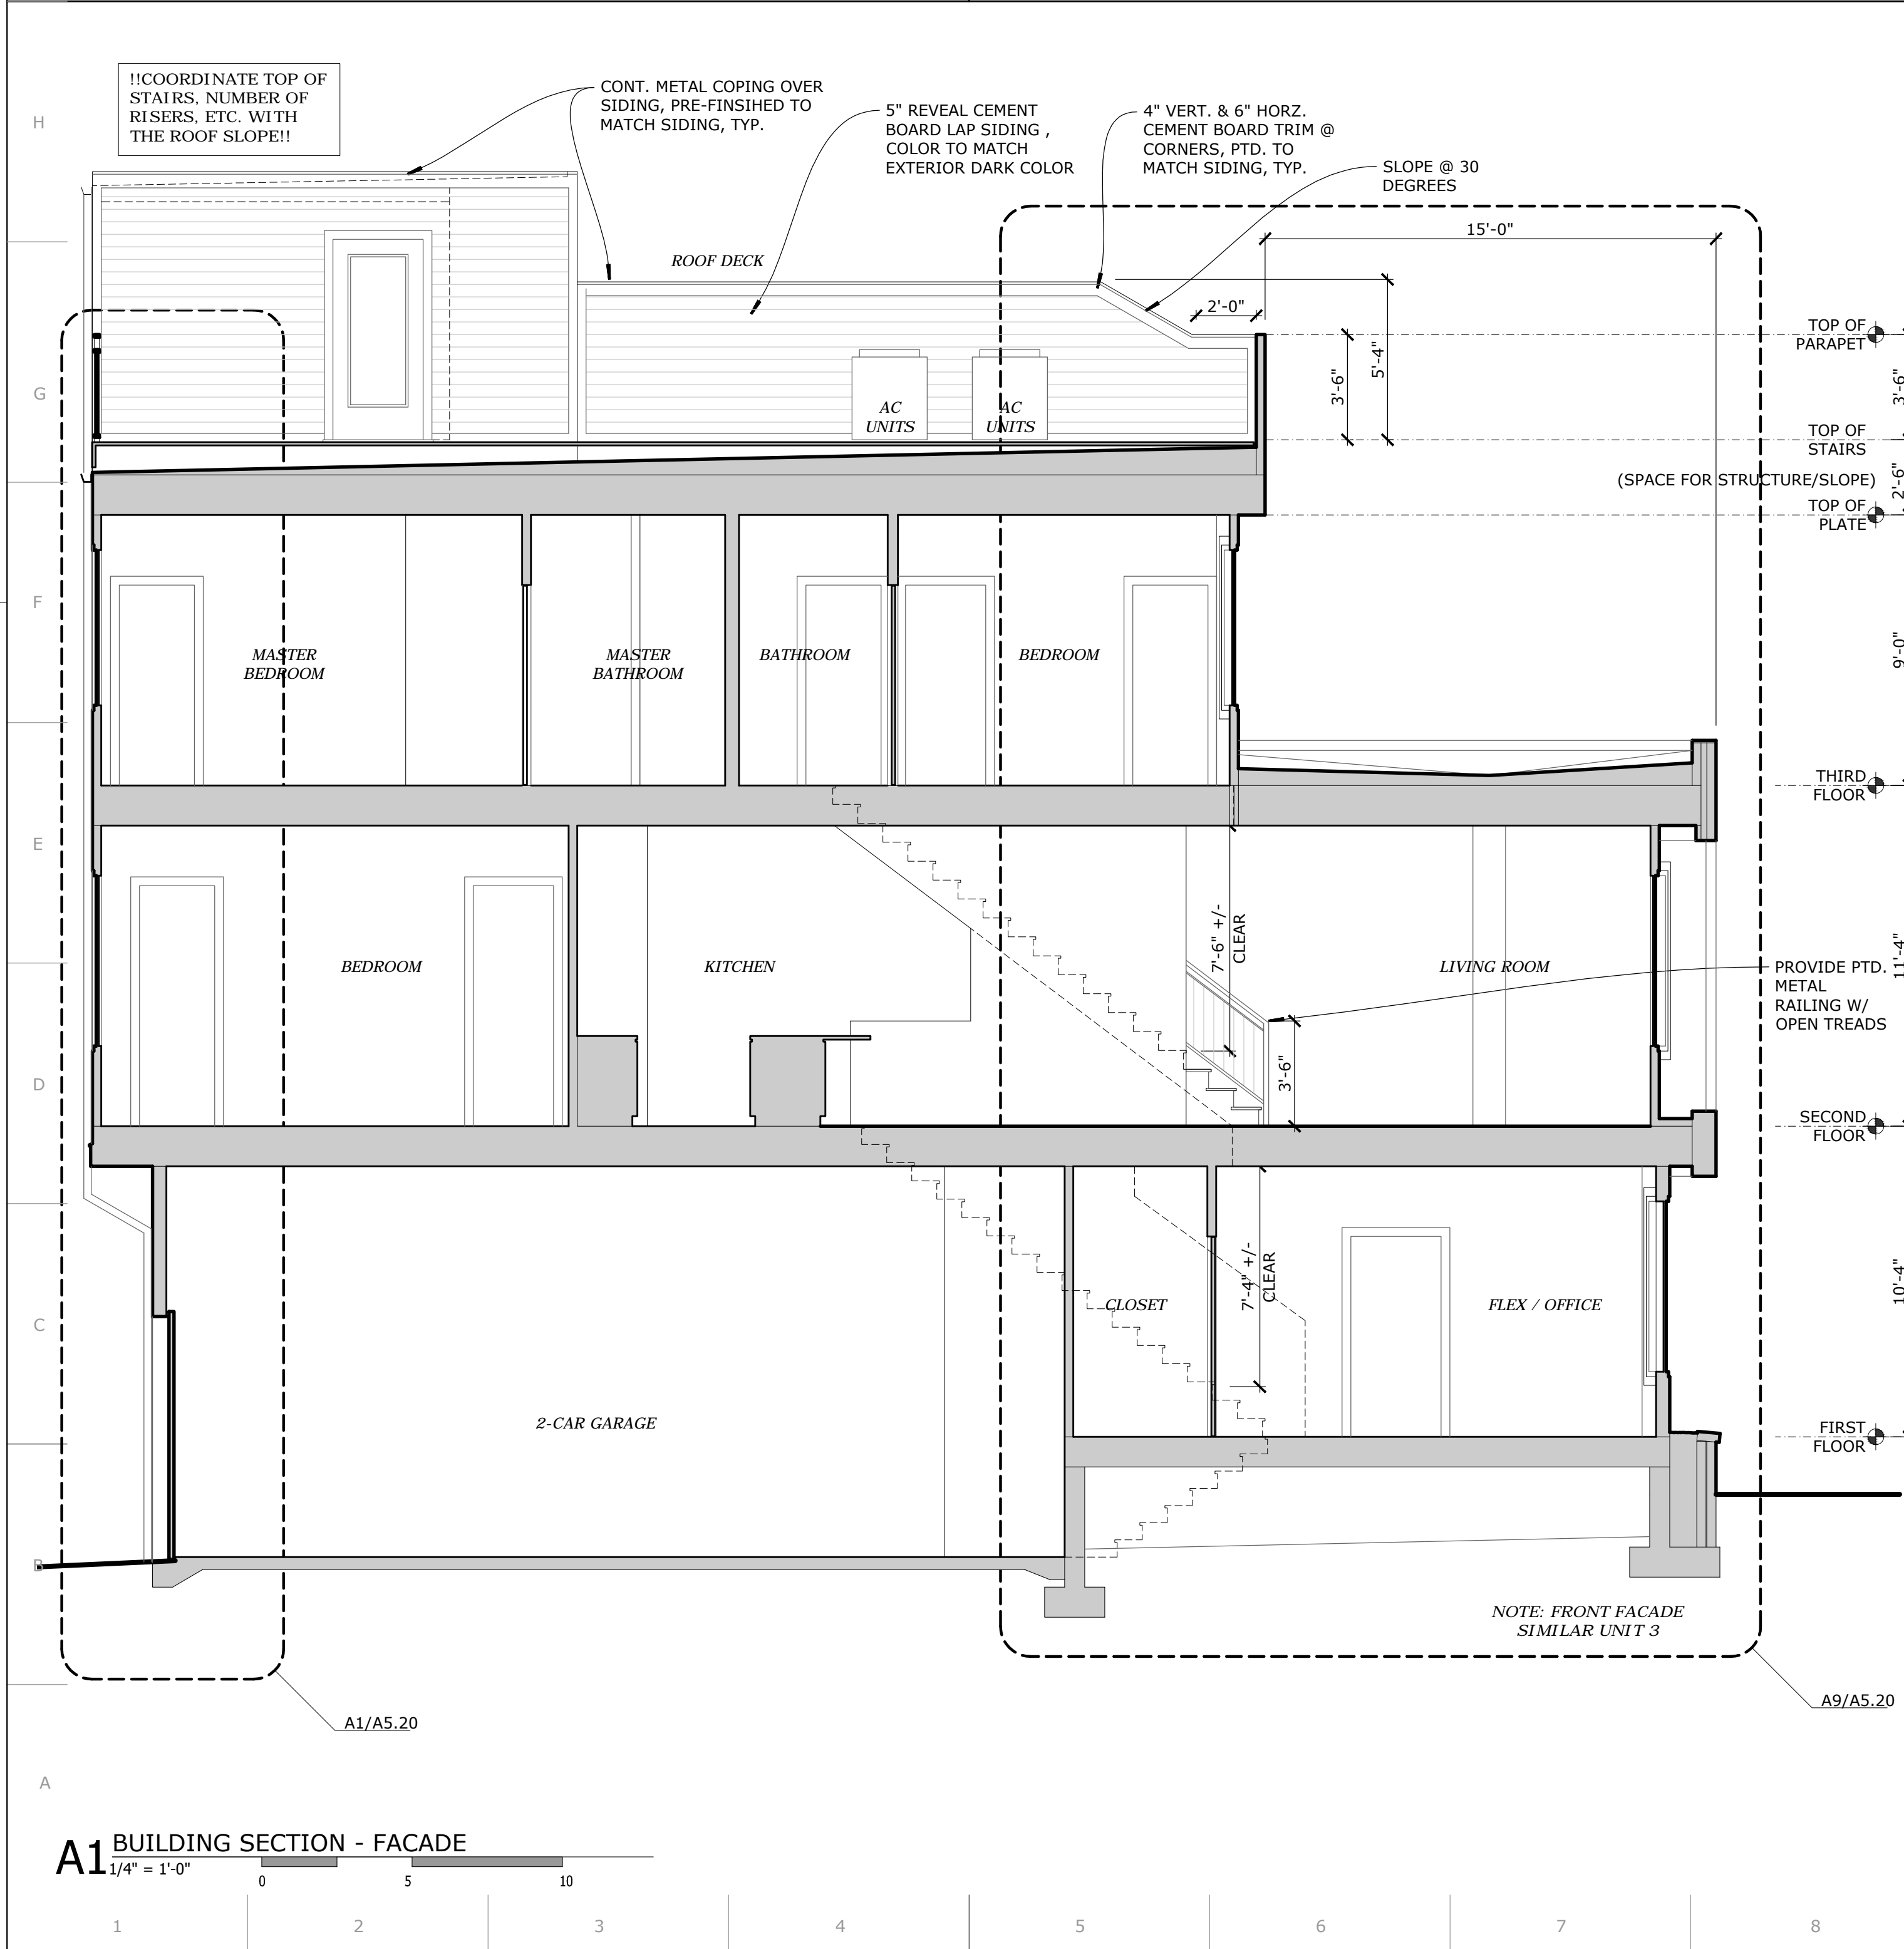 !!COORDINATE TOP OF
STAIRS, NUMBER OF
RISERS, ETC. WITH
THE ROOF SLOPE!!
CONT. METAL COPING OVER
SIDING, PRE-FINSIHED TO
MATCH SIDING, TYP.
5" REVEAL CEMENT
BOARD LAP SIDING ,
COLOR TO MATCH
EXTERIOR DARK COLOR
4" VERT. & 6" HORZ.
CEMENT BOARD TRIM @
CORNERS, PTD. TO
MATCH SIDING, TYP.
SLOPE @ 30
DEGREES
H
15'-0"
ROOF DECK
2'-0"
TOP OF
PARAPET
G
3'-6"
5'-4"
3'-6"
AC
UNITS
AC
UNITS
TOP OF
STAIRS
(SPACE FOR STRUCTURE/SLOPE)
2'-6"
TOP OF
PLATE
F
MASTER
BEDROOM
MASTER
BATHROOM
BATHROOM
BEDROOM
9'-0"
THIRD
FLOOR
E
7'-6" +/-
CLEAR
BEDROOM
KITCHEN
LIVING ROOM
11'-4"
PROVIDE PTD.
METAL
RAILING W/
OPEN TREADS
D
3'-6"
SECOND
FLOOR
C
7'-4" +/-
CLEAR
CLOSET
FLEX / OFFICE
10'-4"
2-CAR GARAGE
FIRST
FLOOR
B
NOTE: FRONT FACADE
SIMILAR UNIT 3
A1/A5.20
A9/A5.20
A
A1
BUILDING SECTION - FACADE
1/4" = 1'-0"
0 5 10
1 2 3 4 5 6 7 8